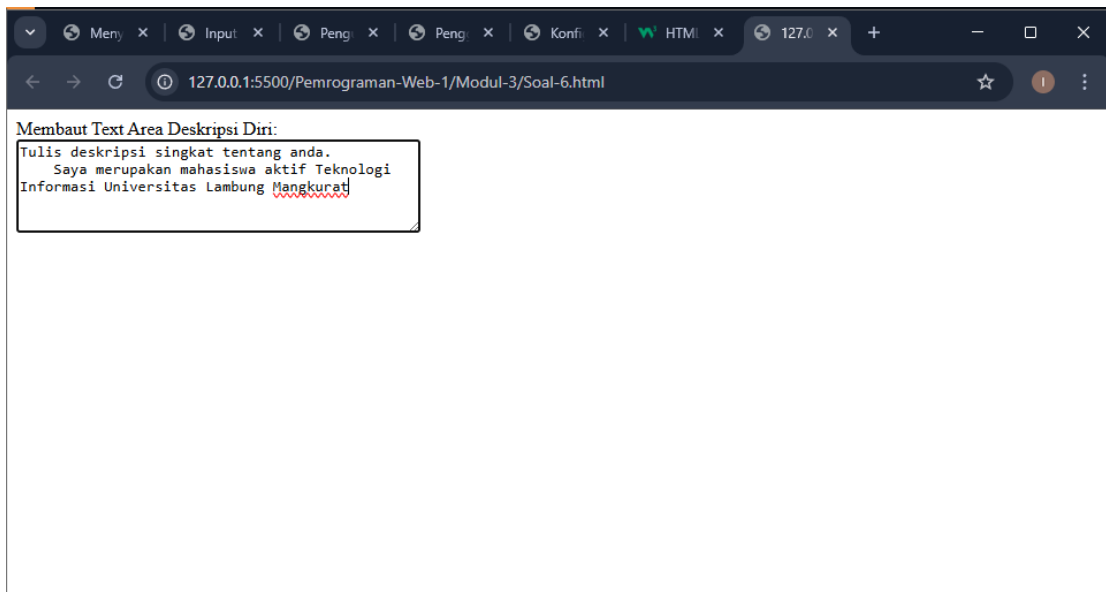 Meny
Input
Peng
Peng
Konfi
HTML
127.0
127.0.0.1:5500/Pemrograman-Web-1/Modul-3/Soal-6.html
I
Membaut Text Area Deskripsi Diri:
Tulis deskripsi singkat tentang anda.
Saya merupakan mahasiswa aktif Teknologi
Informasi Universitas Lambung Mangkurat